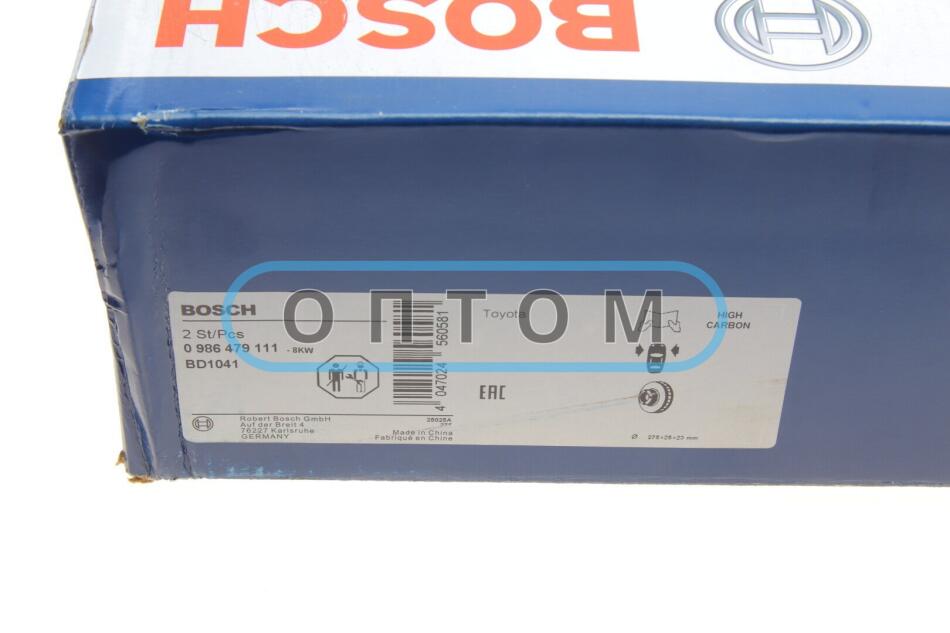 BOSCH
BOSCH
2 St/Pcs
0 986 479 111 - 8KW
BD1041
4 047024 560581
Toyota
HIGH
CARBON
ОПТОМ
EAC
Robert Bosch GmbH
Auf der Breit 4
76227 Karlsruhe
GERMANY
Made in China
Fabriqué en Chine